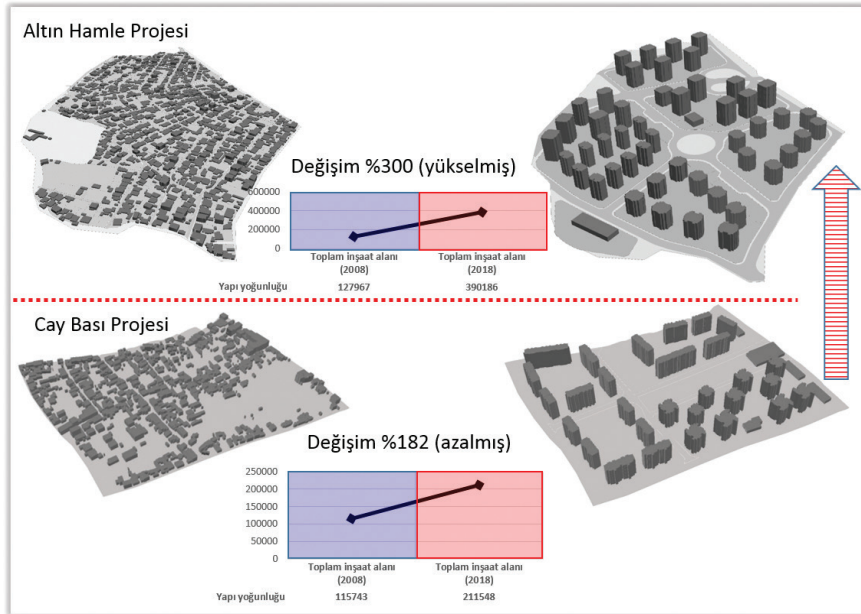 Altın Hamle Projesi
Değişim %300 (yükselmiş)
600000
400000
200000
0
Toplam inşaat alanı
(2008)
Toplam inşaat alanı
(2018)
Yapı yoğunluğu 127967 390186
Cay Bası Projesi
Değişim %182 (azalmış)
250000
200000
150000
100000
50000
0
Toplam inşaat alanı
(2008)
Toplam inşaat alanı
(2018)
Yapı yoğunluğu 115743 211548